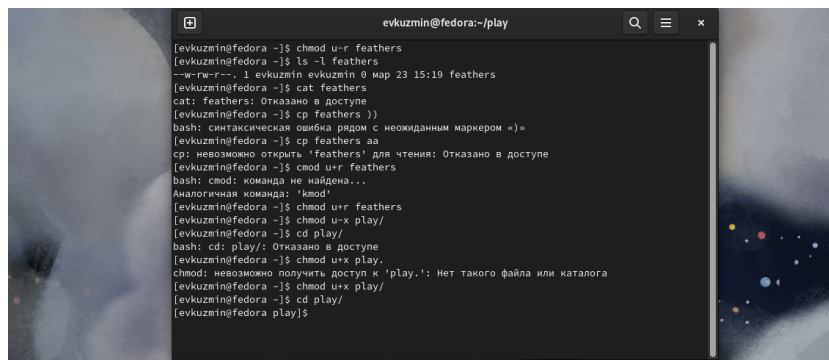 evkuzmin@fedora:~/play
[evkuzmin@fedora ~]$ chmod u-r feathers
[evkuzmin@fedora ~]$ ls -l feathers
--w-rw-r--. 1 evkuzmin evkuzmin 0 мар 23 15:19 feathers
[evkuzmin@fedora ~]$ cat feathers
cat: feathers: Отказано в доступе
[evkuzmin@fedora ~]$ cp feathers ))
bash: синтаксическая ошибка рядом с неожиданным маркером «)»
[evkuzmin@fedora ~]$ cp feathers aa
cp: невозможно открыть 'feathers' для чтения: Отказано в доступе
[evkuzmin@fedora ~]$ cmod u+r feathers
bash: cmod: команда не найдена...
Аналогичная команда: 'kmod'
[evkuzmin@fedora ~]$ chmod u+r feathers
[evkuzmin@fedora ~]$ chmod u-x play/
[evkuzmin@fedora ~]$ cd play/
bash: cd: play/: Отказано в доступе
[evkuzmin@fedora ~]$ chmod u+x play.
chmod: невозможно получить доступ к 'play.': Нет такого файла или каталога
[evkuzmin@fedora ~]$ chmod u+x play/
[evkuzmin@fedora ~]$ cd play/
[evkuzmin@fedora play]$